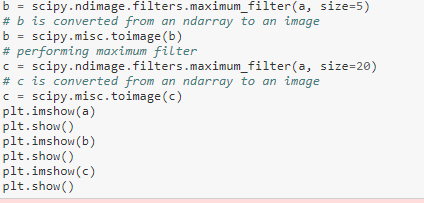 b = scipy.ndimage.filters.maximum_filter(a, size=5)
# b is converted from an ndarray to an image
b = scipy.misc.toimage(b)
# performing maximum filter
c = scipy.ndimage.filters.maximum_filter(a, size=20)
# c is converted from an ndarray to an image
c = scipy.misc.toimage(c)
plt.imshow(a)
plt.show()
plt.imshow(b)
plt.show()
plt.imshow(c)
plt.show()